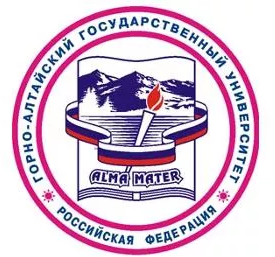 ГОРНО-АЛТАЙСКИЙ ГОСУДАРСТВЕННЫЙ УНИВЕРСИТЕТ
ALMA MATER
РОССИЙСКАЯ ФЕДЕРАЦИЯ